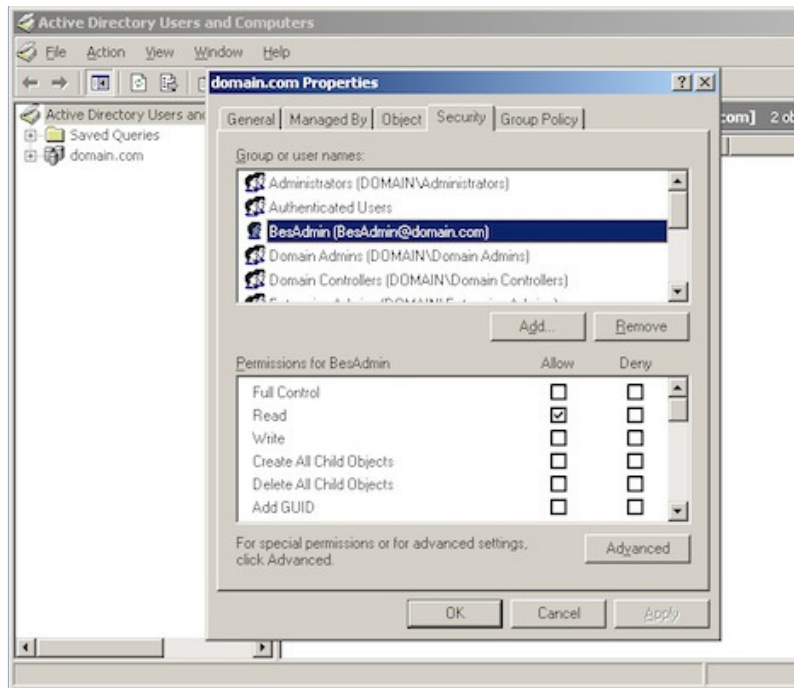 Active Directory Users and Computers
File Action View Window Help
domain.com Properties
Active Directory Users and
Saved Queries
domain.com
com] 2 ob
General Managed By Object Security Group Policy
Group or user names:
Administrators (DOMAIN\Administrators)
Authenticated Users
BesAdmin (BesAdmin@domain.com)
Domain Admins (DOMAIN\Domain Admins)
Domain Controllers (DOMAIN\Domain Controllers)
Add... Remove
Permissions for BesAdmin Allow Deny
Full Control
Read
Write
Create All Child Objects
Delete All Child Objects
Add GUID
For special permissions or for advanced settings,
click Advanced.
Advanced
OK Cancel Apply